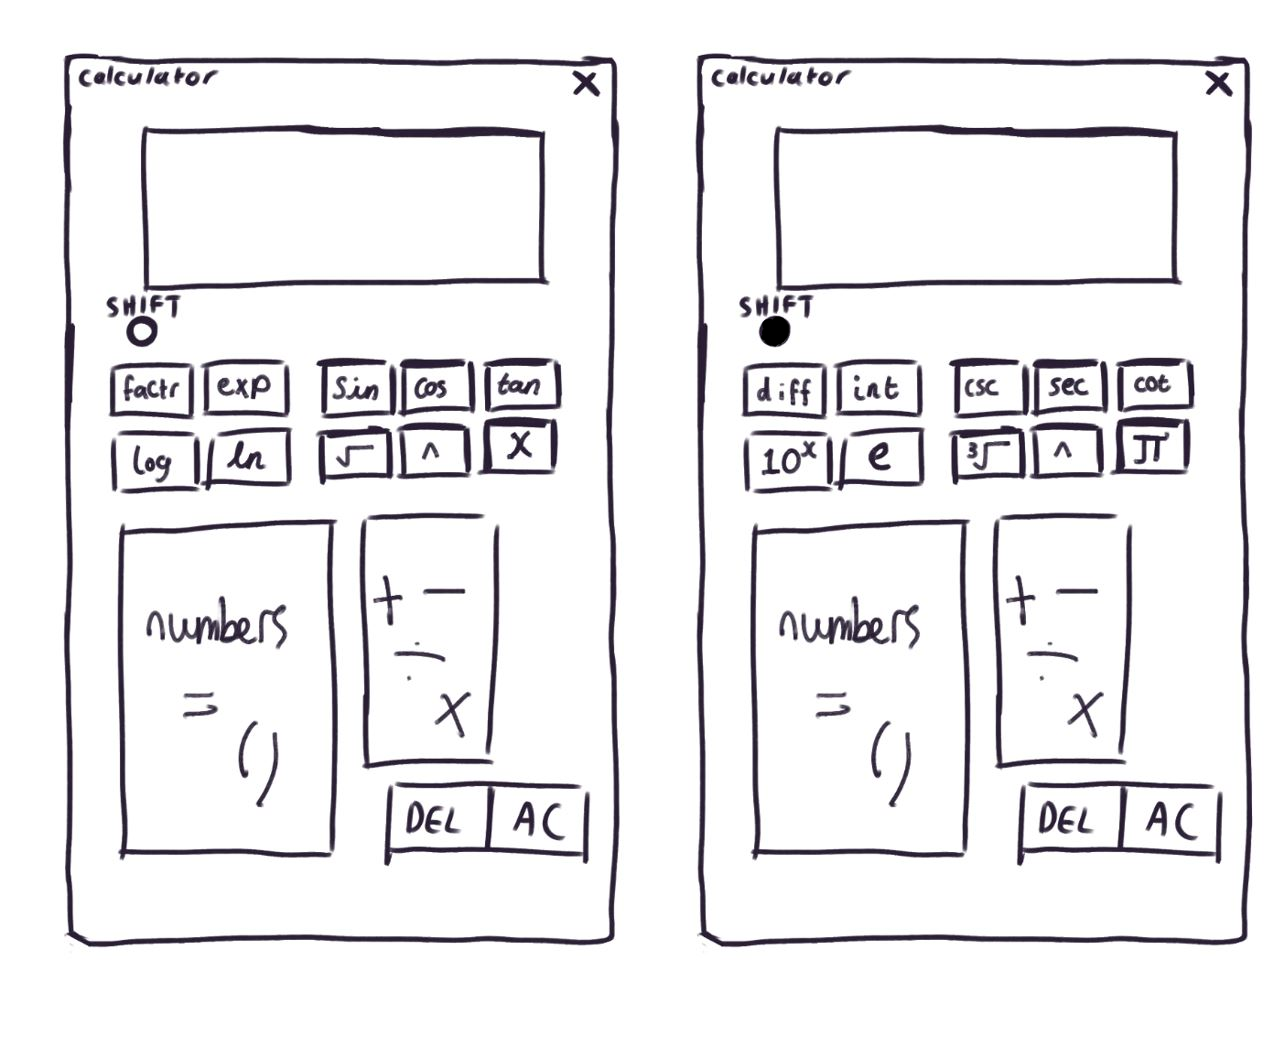 calculator X
SHIFT
factr exp sin cos tan
log ln √ ^ X
numbers
=
()
+ −
÷
X
DEL AC
calculator X
SHIFT
diff int csc sec cot
10ˣ e ³√ ^ π
numbers
=
()
+ −
÷
X
DEL AC